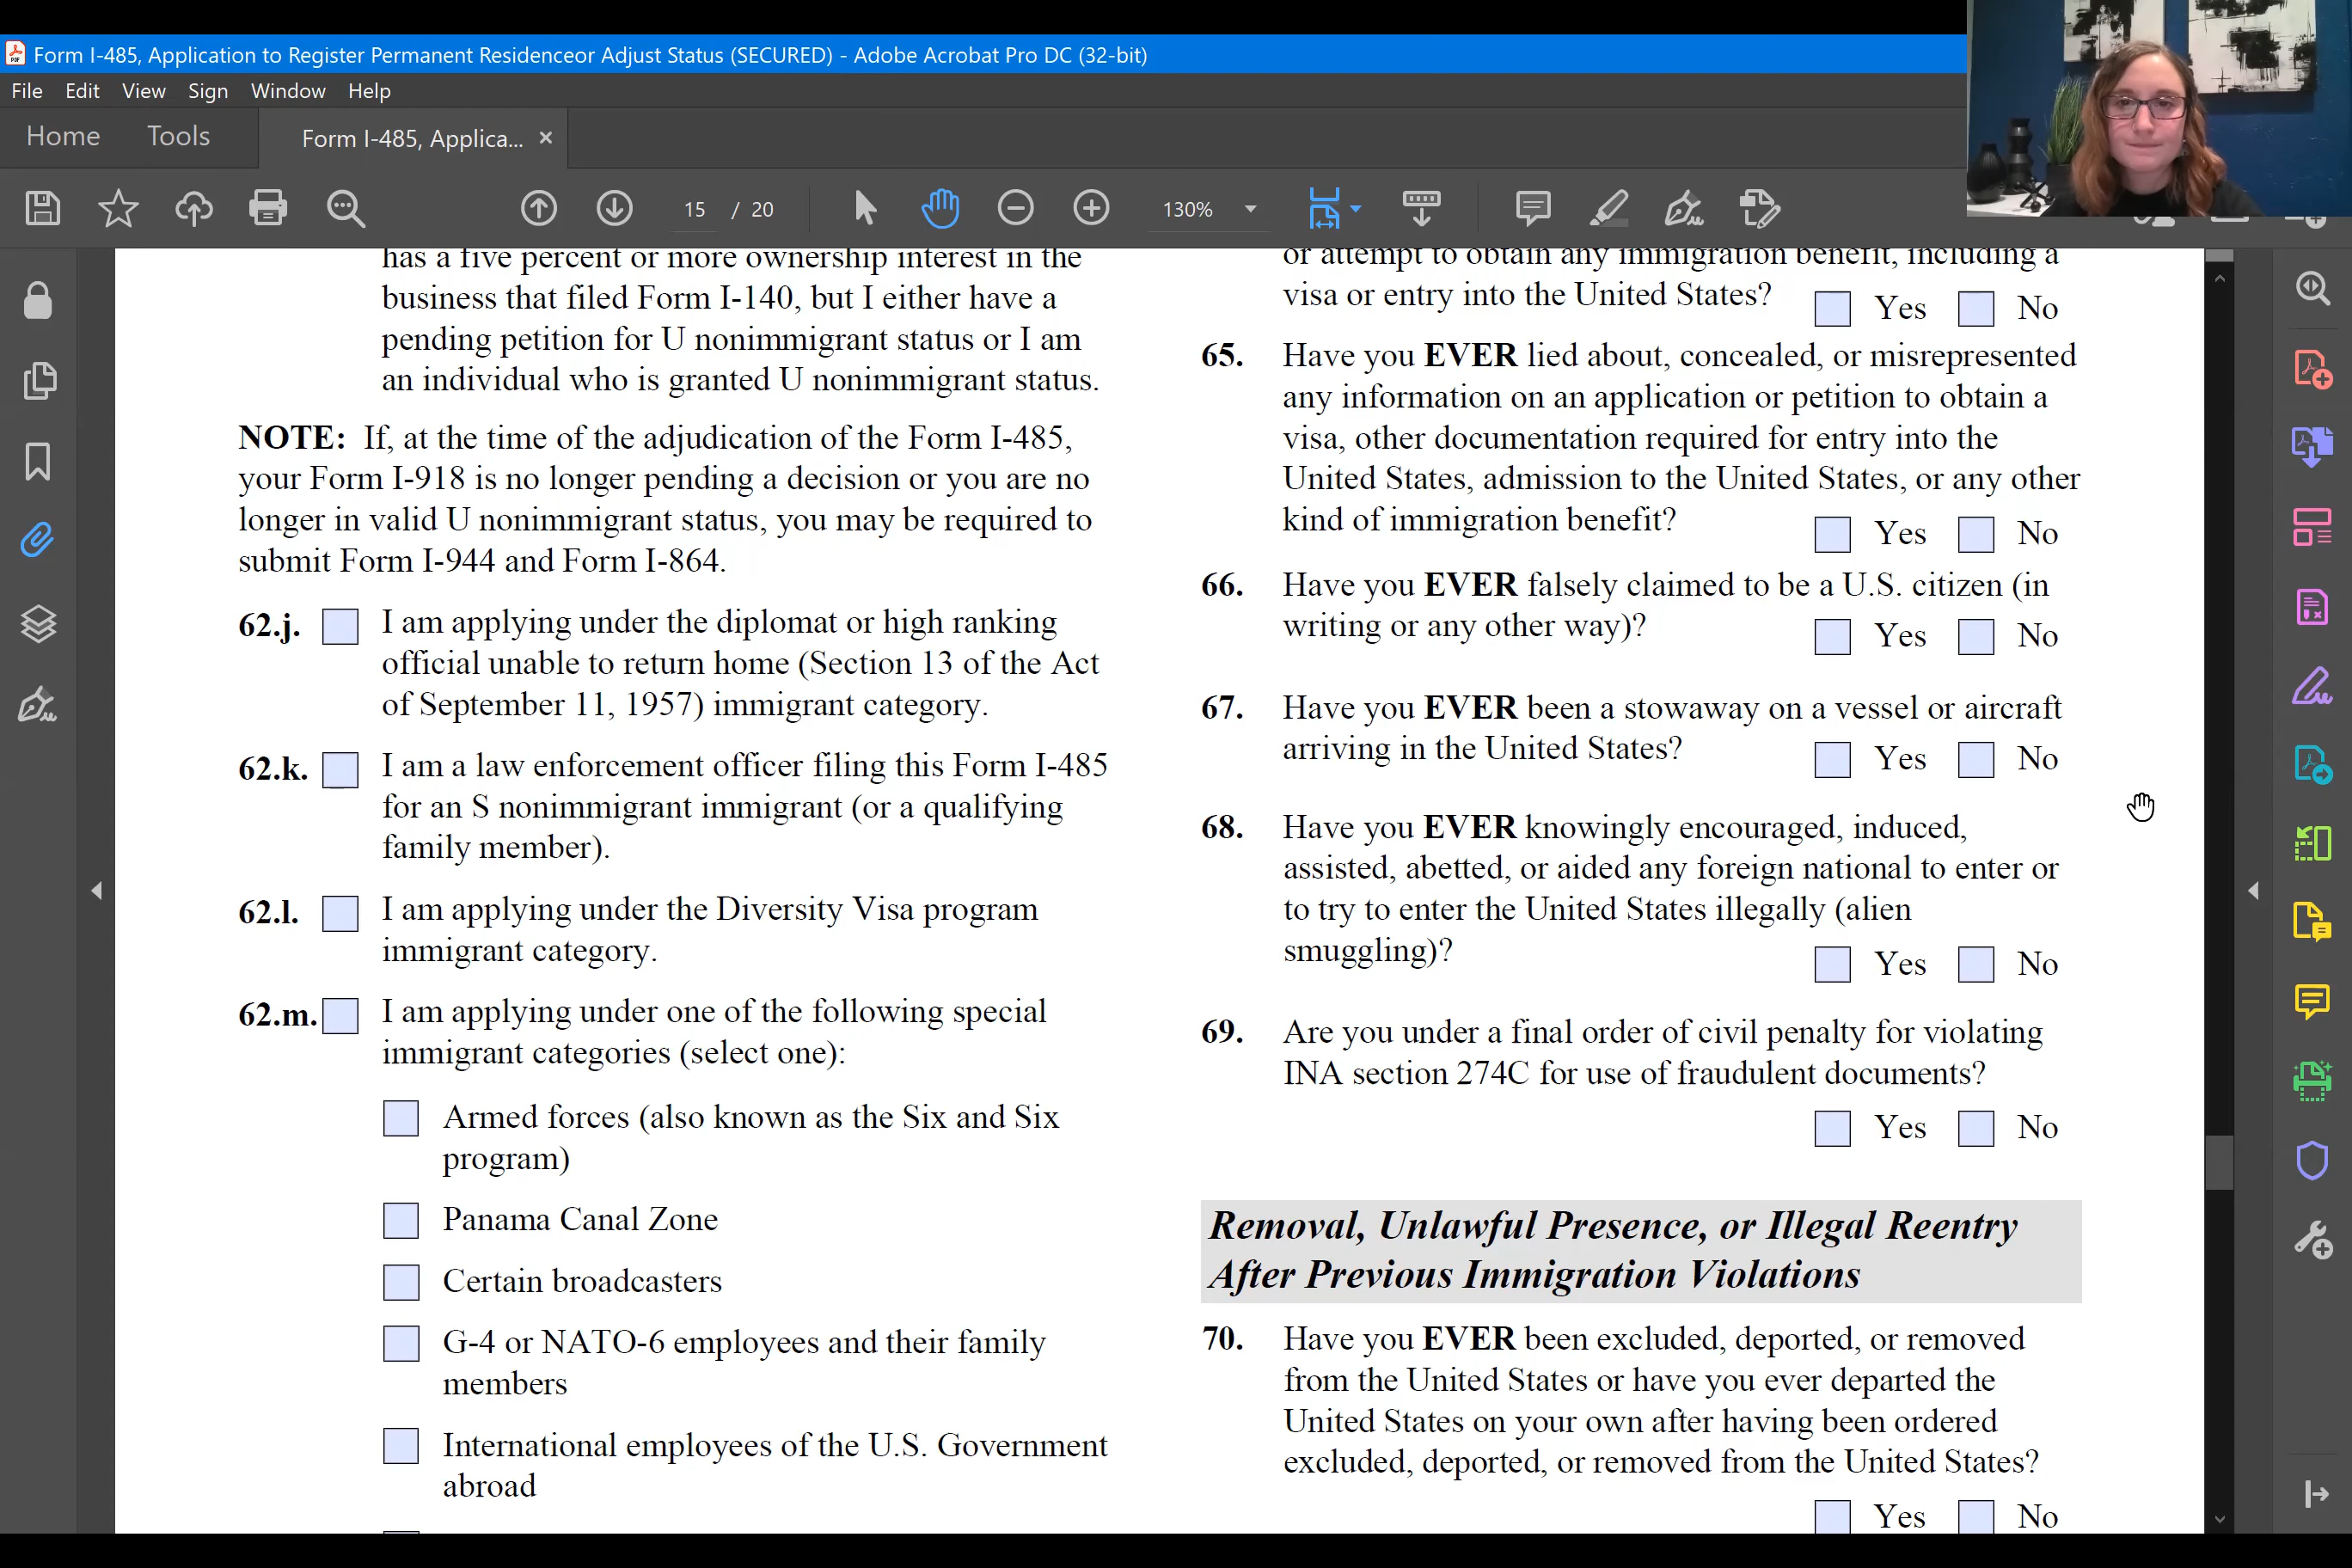 Form I-485, Application to Register Permanent Residenceor Adjust Status (SECURED) - Adobe Acrobat Pro DC (32-bit)
File Edit View Sign Window Help
Home Tools Form I-485, Applica... ×
15 / 20 130%
has a five percent or more ownership interest in the
business that filed Form I-140, but I either have a
pending petition for U nonimmigrant status or I am
an individual who is granted U nonimmigrant status.
NOTE: If, at the time of the adjudication of the Form I-485,
your Form I-918 is no longer pending a decision or you are no
longer in valid U nonimmigrant status, you may be required to
submit Form I-944 and Form I-864.
62.j. I am applying under the diplomat or high ranking
official unable to return home (Section 13 of the Act
of September 11, 1957) immigrant category.
62.k. I am a law enforcement officer filing this Form I-485
for an S nonimmigrant immigrant (or a qualifying
family member).
62.l. I am applying under the Diversity Visa program
immigrant category.
62.m. I am applying under one of the following special
immigrant categories (select one):
Armed forces (also known as the Six and Six
program)
Panama Canal Zone
Certain broadcasters
G-4 or NATO-6 employees and their family
members
International employees of the U.S. Government
abroad
or attempt to obtain any immigration benefit, including a
visa or entry into the United States? Yes No
65. Have you EVER lied about, concealed, or misrepresented
any information on an application or petition to obtain a
visa, other documentation required for entry into the
United States, admission to the United States, or any other
kind of immigration benefit? Yes No
66. Have you EVER falsely claimed to be a U.S. citizen (in
writing or any other way)? Yes No
67. Have you EVER been a stowaway on a vessel or aircraft
arriving in the United States? Yes No
68. Have you EVER knowingly encouraged, induced,
assisted, abetted, or aided any foreign national to enter or
to try to enter the United States illegally (alien
smuggling)? Yes No
69. Are you under a final order of civil penalty for violating
INA section 274C for use of fraudulent documents?
Yes No
Removal, Unlawful Presence, or Illegal Reentry
After Previous Immigration Violations
70. Have you EVER been excluded, deported, or removed
from the United States or have you ever departed the
United States on your own after having been ordered
excluded, deported, or removed from the United States?
Yes No